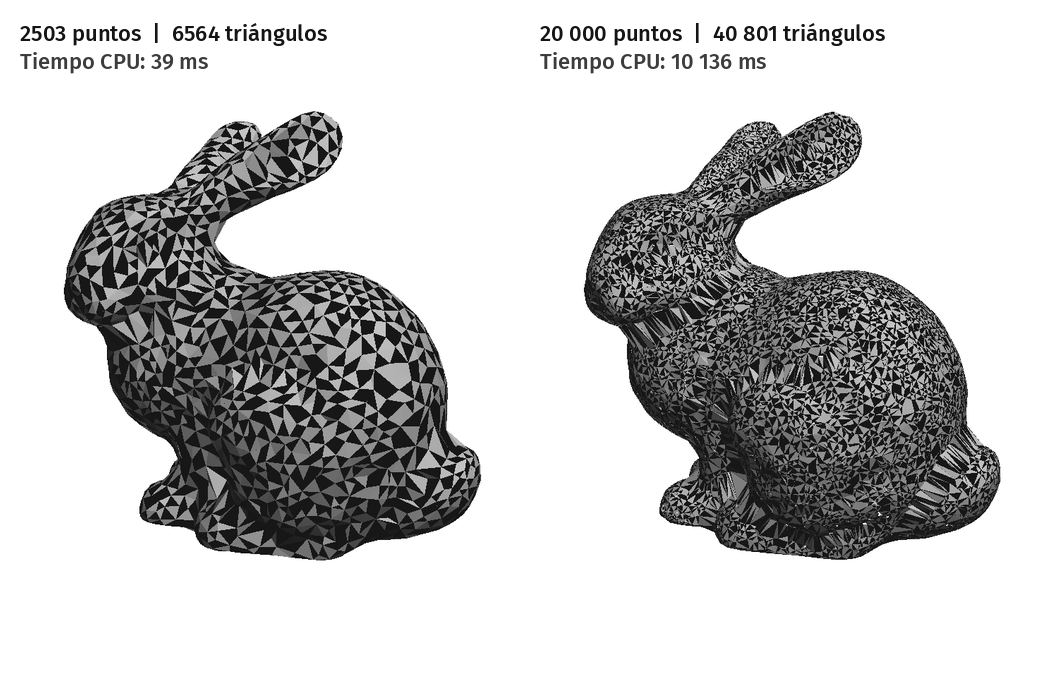 2503 puntos | 6564 triángulos
Tiempo CPU: 39 ms
20 000 puntos | 40 801 triángulos
Tiempo CPU: 10 136 ms